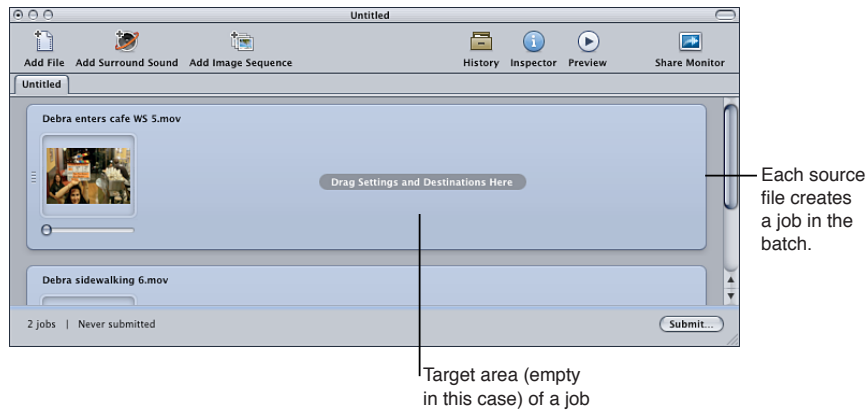 Untitled
Add File Add Surround Sound Add Image Sequence History Inspector Preview Share Monitor
Untitled
Debra enters cafe WS 5.mov
Drag Settings and Destinations Here
Each source
file creates
a job in the
batch.
Debra sidewalking 6.mov
2 jobs | Never submitted Submit...
Target area (empty
in this case) of a job